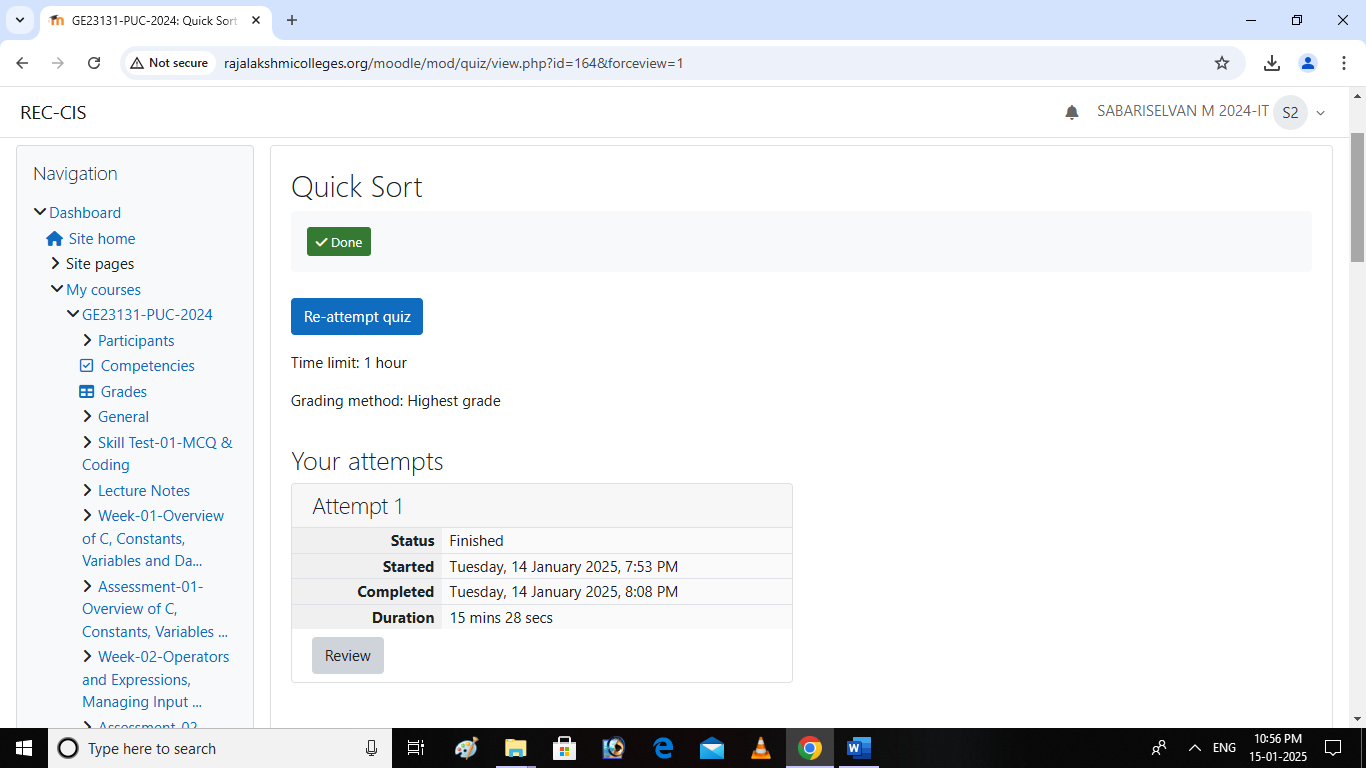 GE23131-PUC-2024: Quick Sort
Not secure
rajalakshmicolleges.org/moodle/mod/quiz/view.php?id=164&forceview=1
REC-CIS
SABARISELVAN M 2024-IT
S2
Navigation
Dashboard
Site home
Site pages
My courses
GE23131-PUC-2024
Participants
Competencies
Grades
General
Skill Test-01-MCQ &
Coding
Lecture Notes
Week-01-Overview
of C, Constants,
Variables and Da...
Assessment-01-
Overview of C,
Constants, Variables ...
Week-02-Operators
and Expressions,
Managing Input ...
Assessment-02-
Quick Sort
Done
Re-attempt quiz
Time limit: 1 hour
Grading method: Highest grade
Your attempts
Attempt 1
Status Finished
Started Tuesday, 14 January 2025, 7:53 PM
Completed Tuesday, 14 January 2025, 8:08 PM
Duration 15 mins 28 secs
Review
Type here to search
ENG
10:56 PM
15-01-2025